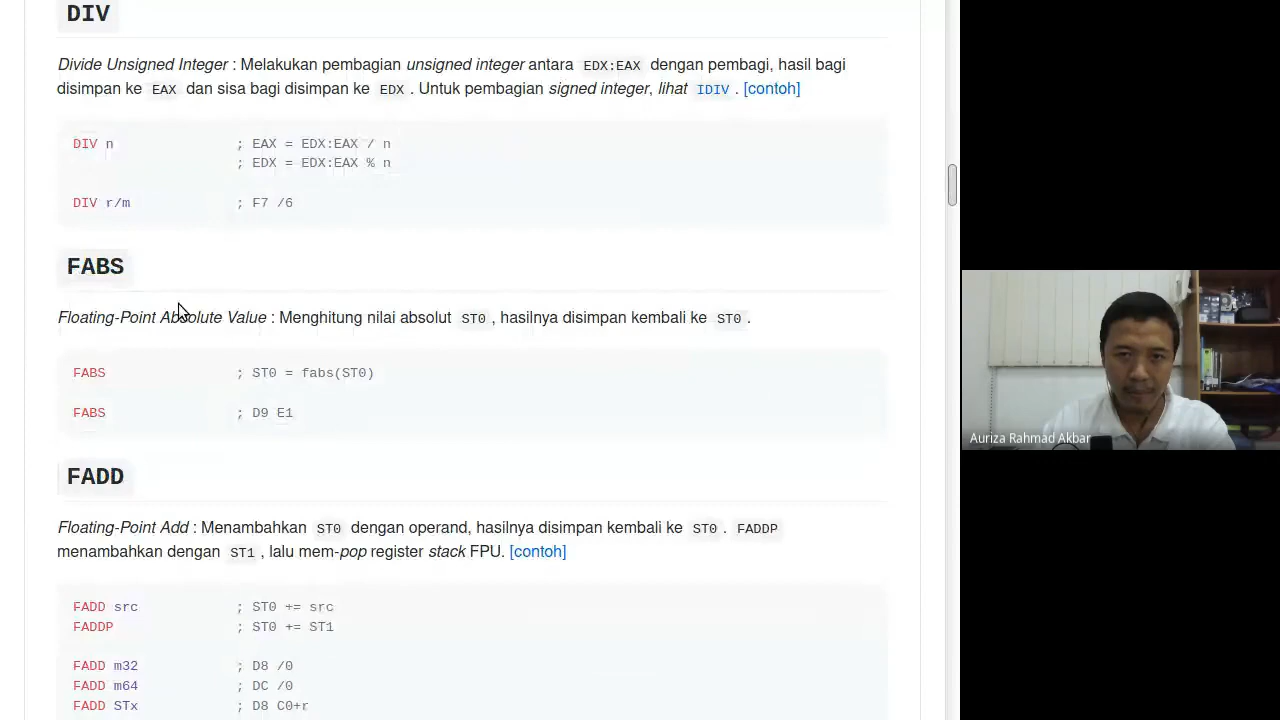 DIV
Divide Unsigned Integer : Melakukan pembagian unsigned integer antara EDX:EAX dengan pembagi, hasil bagi
disimpan ke EAX dan sisa bagi disimpan ke EDX . Untuk pembagian signed integer, lihat IDIV . [contoh]
DIV n ; EAX = EDX:EAX / n
; EDX = EDX:EAX % n
DIV r/m ; F7 /6
FABS
Floating-Point Absolute Value : Menghitung nilai absolut ST0 , hasilnya disimpan kembali ke ST0 .
FABS ; ST0 = fabs(ST0)
FABS ; D9 E1
FADD
Floating-Point Add : Menambahkan ST0 dengan operand, hasilnya disimpan kembali ke ST0 . FADDP
menambahkan dengan ST1 , lalu mem-pop register stack FPU. [contoh]
FADD src ; ST0 += src
FADDP ; ST0 += ST1
FADD m32 ; D8 /0
FADD m64 ; DC /0
FADD STx ; D8 C0+r
Auriza Rahmad Akbar